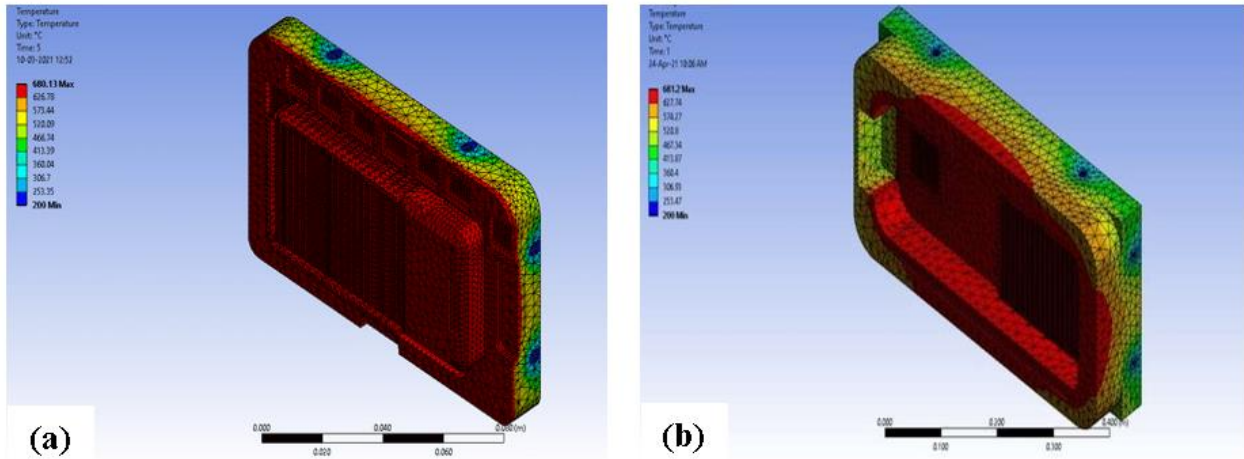 Temperature
Type: Temperature
Unit: °C
Time: 5
10-03-2021 12:52
680.13 Max
626.78
573.44
520.09
466.74
413.39
360.04
306.7
253.35
200 Min
0.000 0.040 0.080 (m)
0.020 0.060
(a)
Temperature
Type: Temperature
Unit: °C
Time: 1
24-Apr-21 10:06 AM
681.2 Max
627.74
574.27
520.8
467.34
413.87
360.4
306.93
253.47
200 Min
0.000 0.200 0.400 (m)
0.100 0.300
(b)